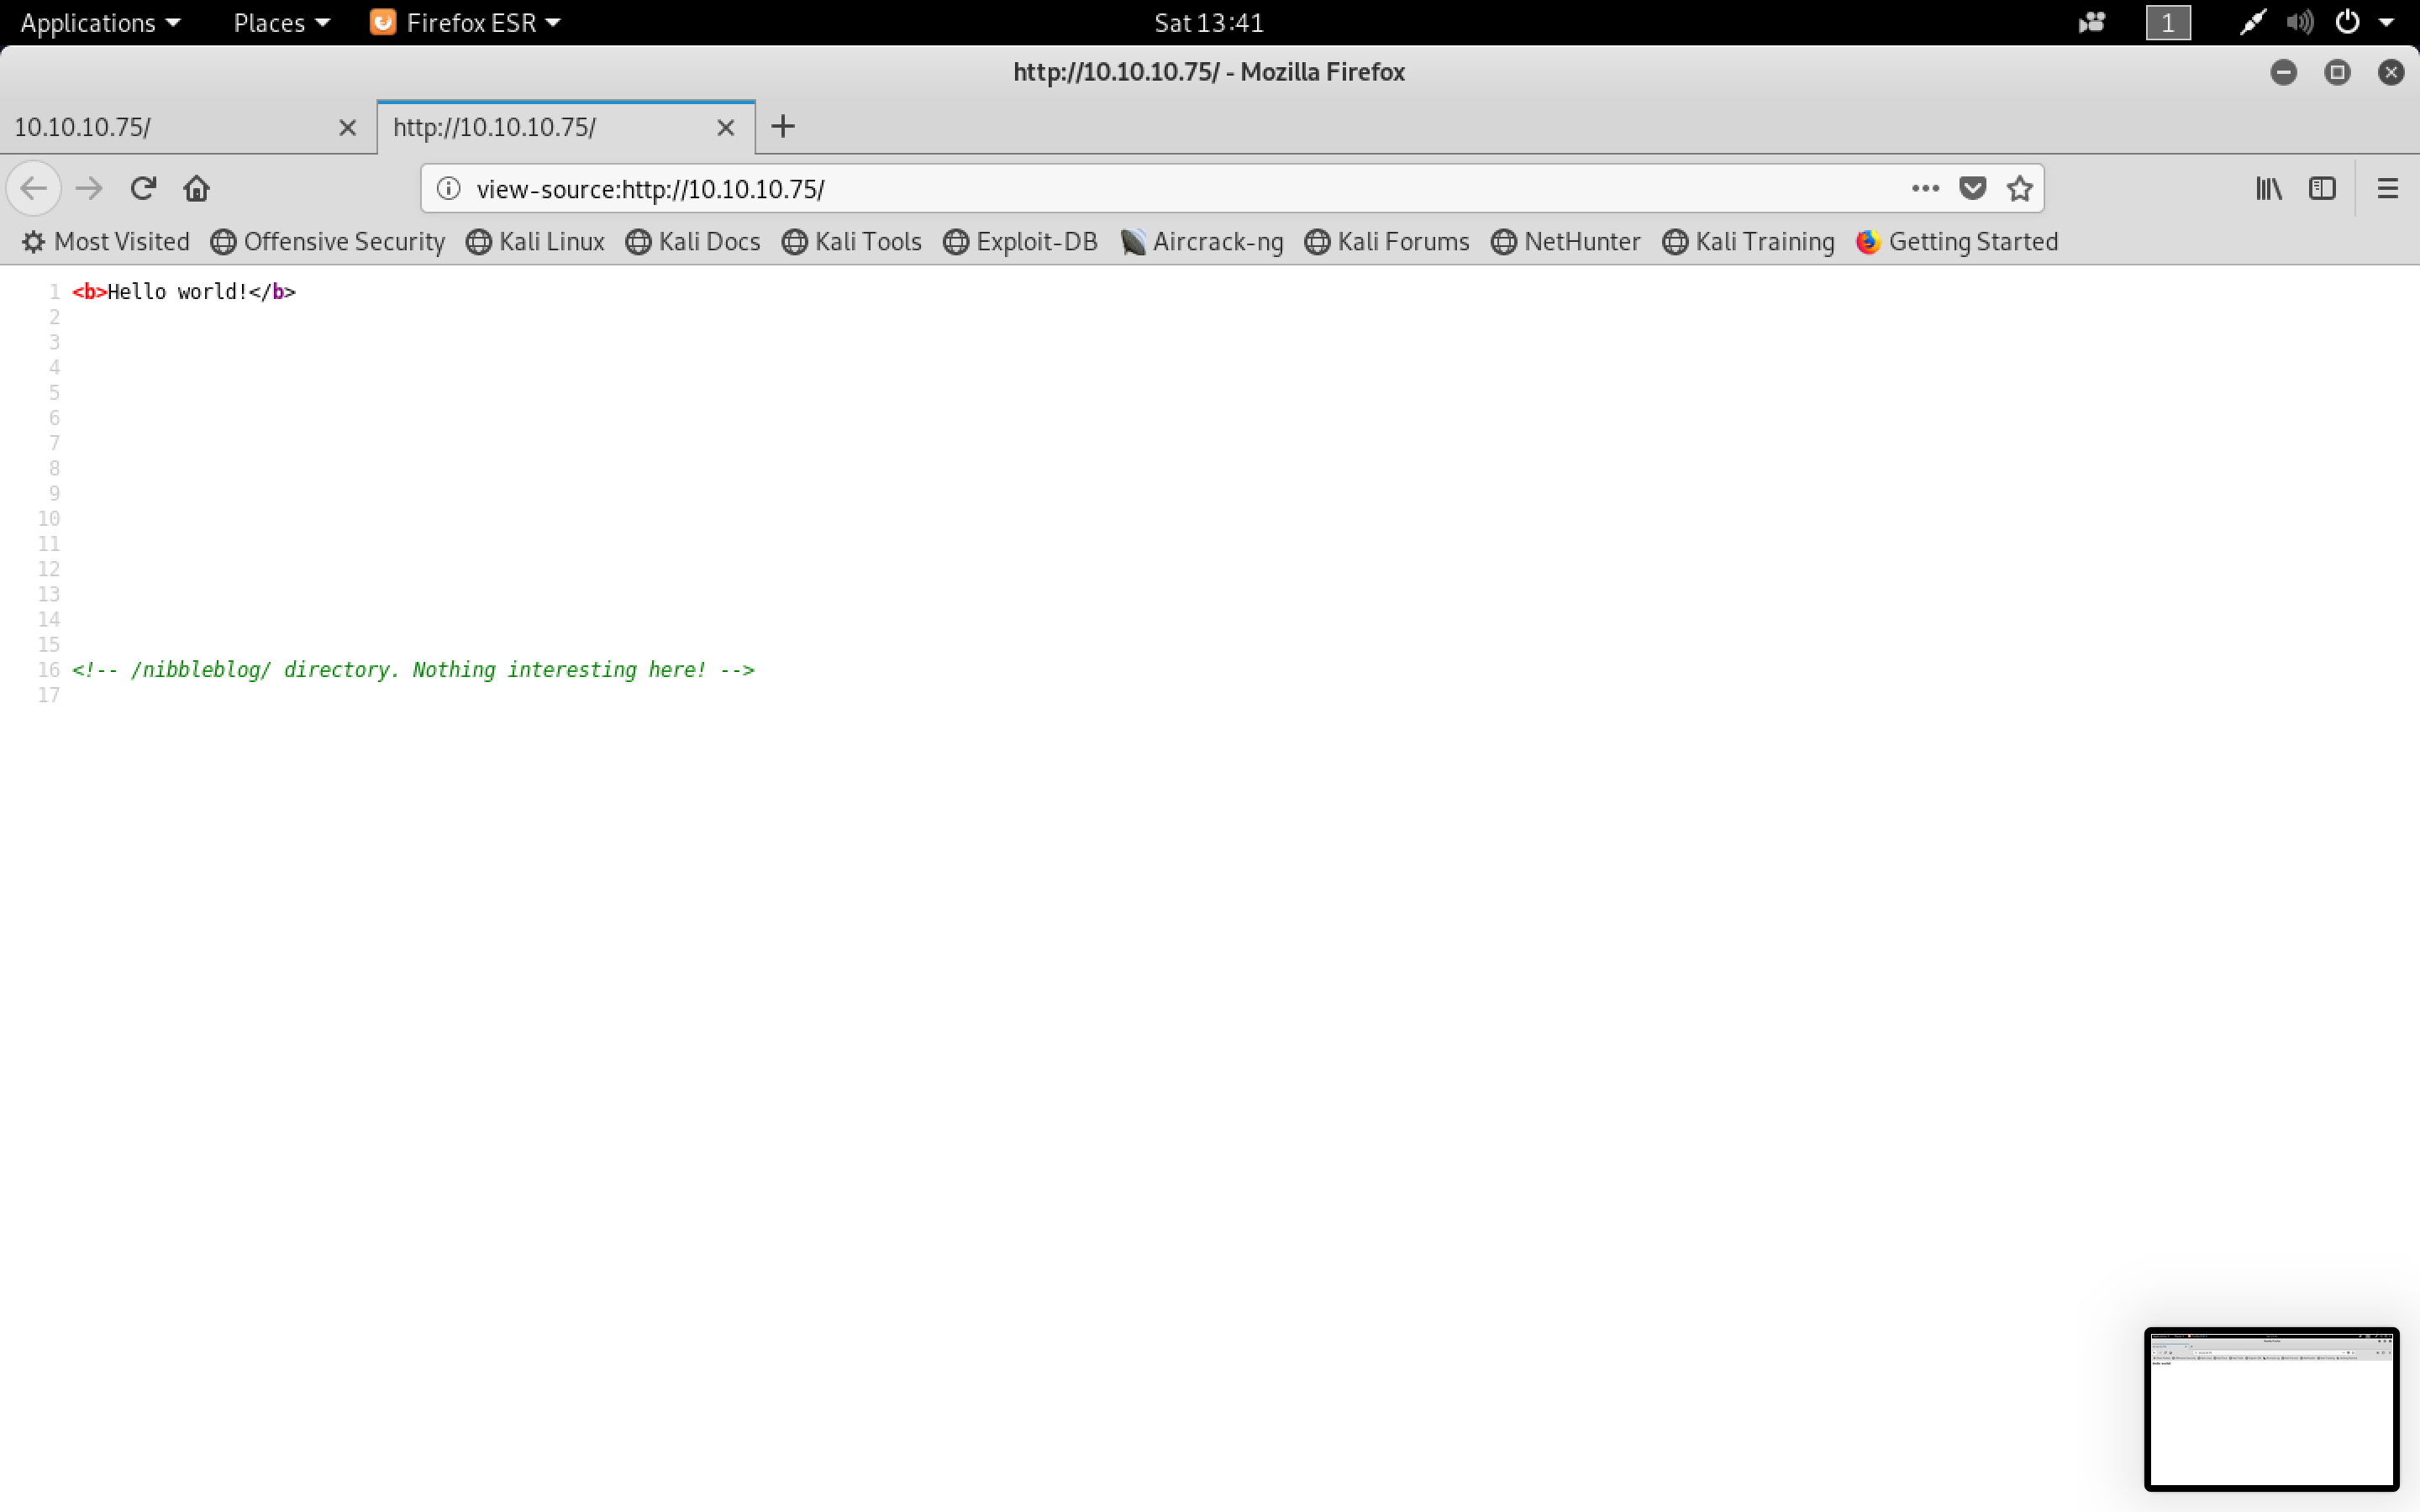 Applications Places Firefox ESR Sat 13:41 1
http://10.10.10.75/ - Mozilla Firefox
10.10.10.75/ http://10.10.10.75/
view-source:http://10.10.10.75/
Most Visited Offensive Security Kali Linux Kali Docs Kali Tools Exploit-DB Aircrack-ng Kali Forums NetHunter Kali Training Getting Started
1 <b>Hello world!</b>
2
3
4
5
6
7
8
9
10
11
12
13
14
15
16 <!-- /nibbleblog/ directory. Nothing interesting here! -->
17